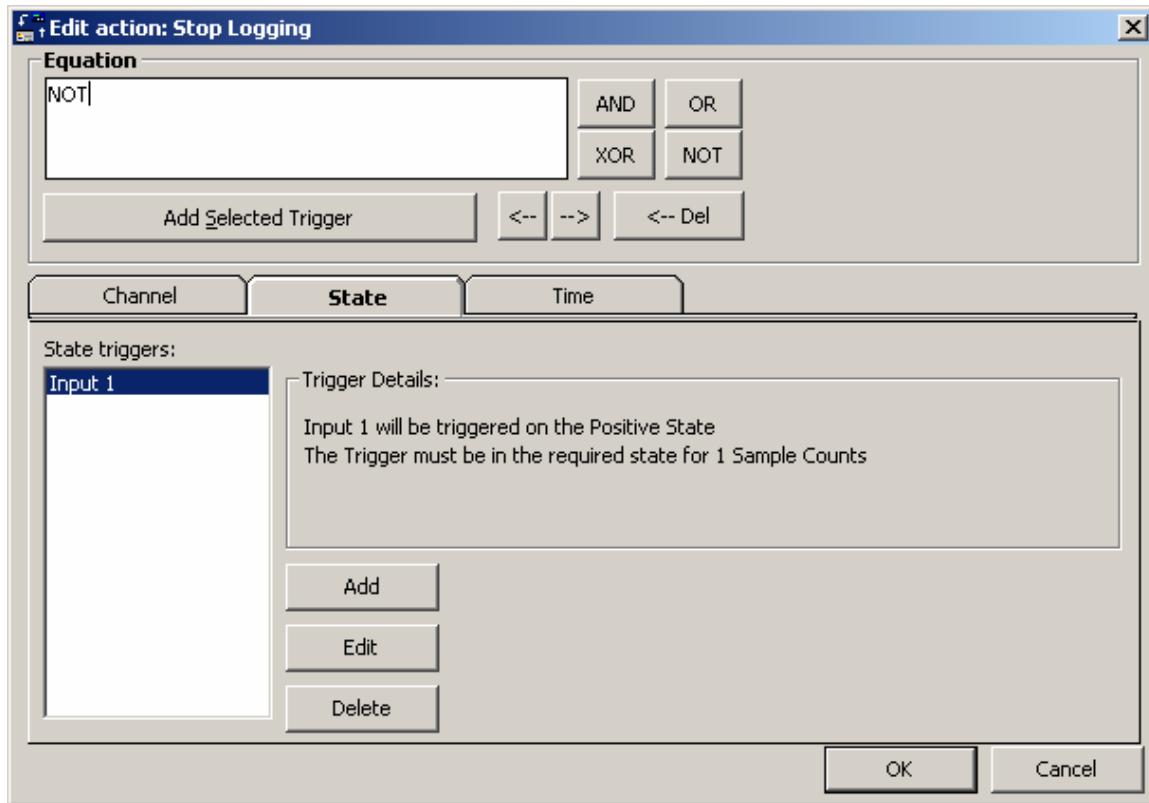 Edit action: Stop Logging
Equation
NOT
AND OR
XOR NOT
Add Selected Trigger <-- --> <-- Del
Channel State Time
State triggers:
Input 1
Trigger Details:
Input 1 will be triggered on the Positive State
The Trigger must be in the required state for 1 Sample Counts
Add
Edit
Delete
OK Cancel